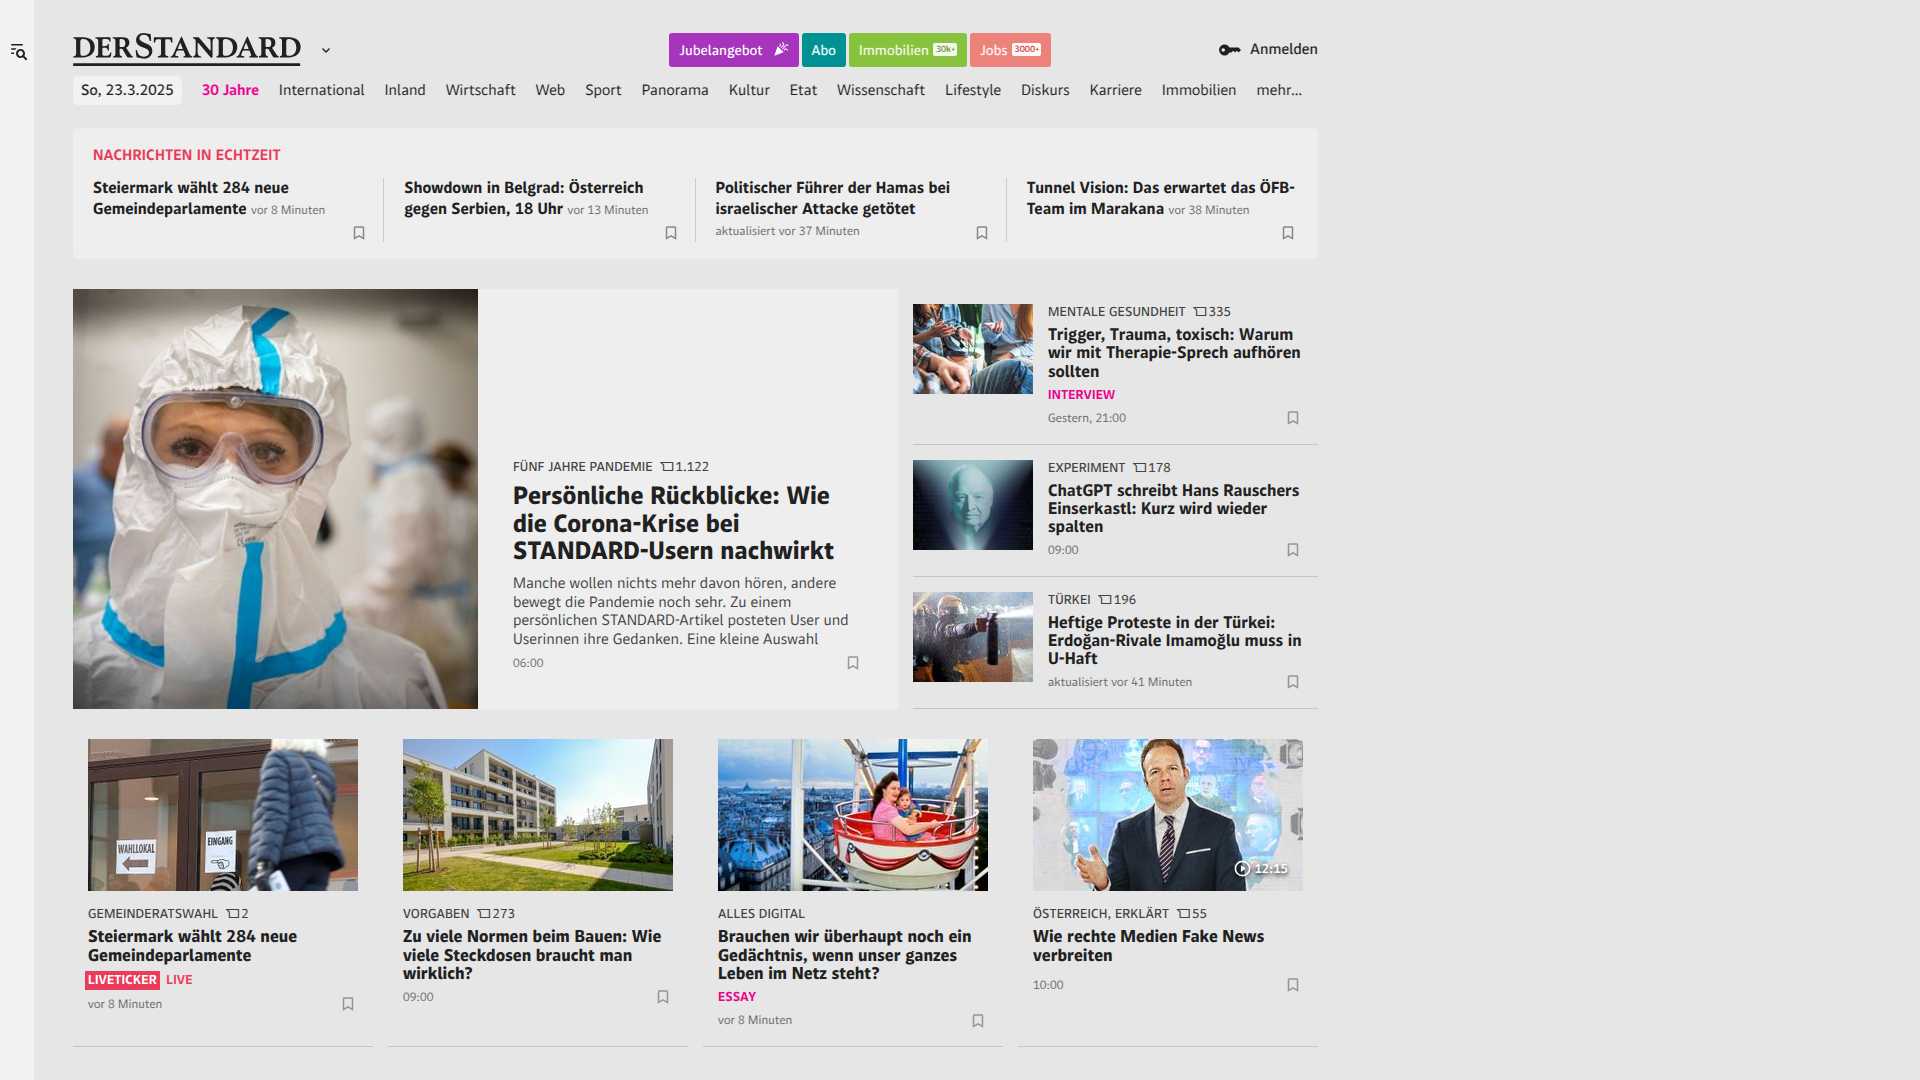 DERSTANDARD
Jubelangebot
Abo
Immobilien 30k+
Jobs 3000+
Anmelden
So, 23.3.2025
30 Jahre
International
Inland
Wirtschaft
Web
Sport
Panorama
Kultur
Etat
Wissenschaft
Lifestyle
Diskurs
Karriere
Immobilien
mehr...
NACHRICHTEN IN ECHTZEIT
Steiermark wählt 284 neue
Gemeindeparlamente vor 8 Minuten
Showdown in Belgrad: Österreich
gegen Serbien, 18 Uhr vor 13 Minuten
Politischer Führer der Hamas bei
israelischer Attacke getötet
aktualisiert vor 37 Minuten
Tunnel Vision: Das erwartet das ÖFB-
Team im Marakana vor 38 Minuten
FÜNF JAHRE PANDEMIE 1.122
Persönliche Rückblicke: Wie
die Corona-Krise bei
STANDARD-Usern nachwirkt
Manche wollen nichts mehr davon hören, andere
bewegt die Pandemie noch sehr. Zu einem
persönlichen STANDARD-Artikel posteten User und
Userinnen ihre Gedanken. Eine kleine Auswahl
06:00
MENTALE GESUNDHEIT 335
Trigger, Trauma, toxisch: Warum
wir mit Therapie-Sprech aufhören
sollten
INTERVIEW
Gestern, 21:00
EXPERIMENT 178
ChatGPT schreibt Hans Rauschers
Einserkastl: Kurz wird wieder
spalten
09:00
TÜRKEI 196
Heftige Proteste in der Türkei:
Erdoğan-Rivale Imamoğlu muss in
U-Haft
aktualisiert vor 41 Minuten
WAHLLOKAL
EINGANG
GEMEINDERATSWAHL 2
Steiermark wählt 284 neue
Gemeindeparlamente
LIVETICKER LIVE
vor 8 Minuten
VORGABEN 273
Zu viele Normen beim Bauen: Wie
viele Steckdosen braucht man
wirklich?
09:00
ALLES DIGITAL
Brauchen wir überhaupt noch ein
Gedächtnis, wenn unser ganzes
Leben im Netz steht?
ESSAY
vor 8 Minuten
12:15
ÖSTERREICH, ERKLÄRT 55
Wie rechte Medien Fake News
verbreiten
10:00